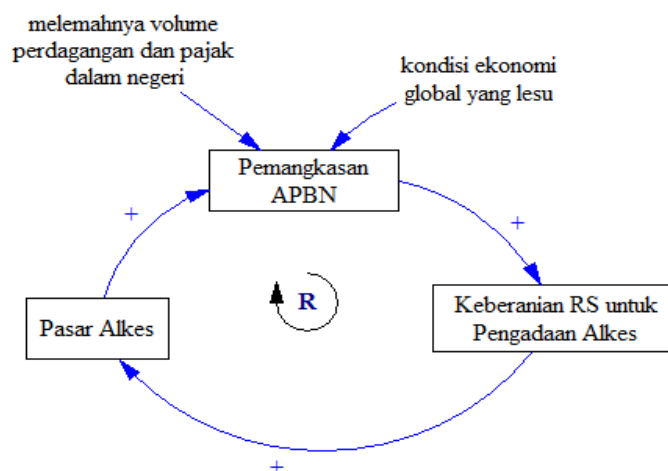 melemahnya volume
perdagangan dan pajak
dalam negeri
kondisi ekonomi
global yang lesu
Pemangkasan
APBN
+
+
R
Pasar Alkes
Keberanian RS untuk
Pengadaan Alkes
+